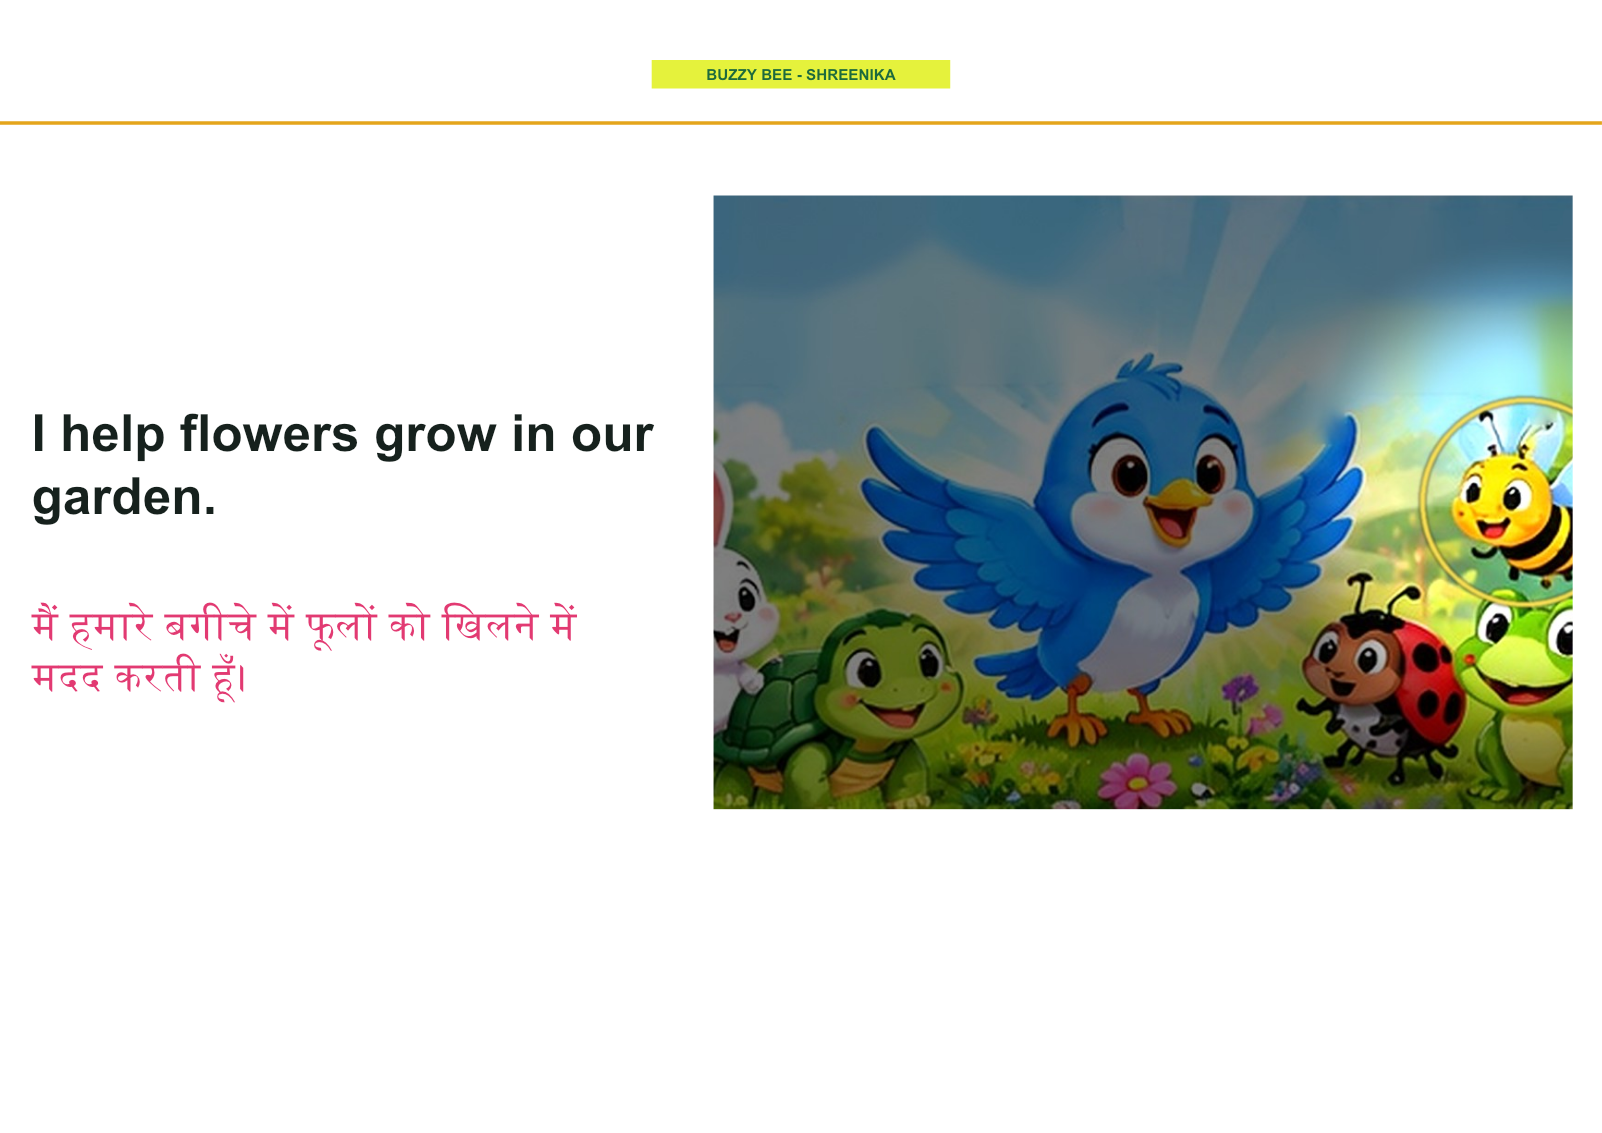 BUZZY BEE - SHREENIKA
I help flowers grow in our
garden.
मैं हमारे बगीचे में फूलों को खिलने में
मदद करती हूँ।